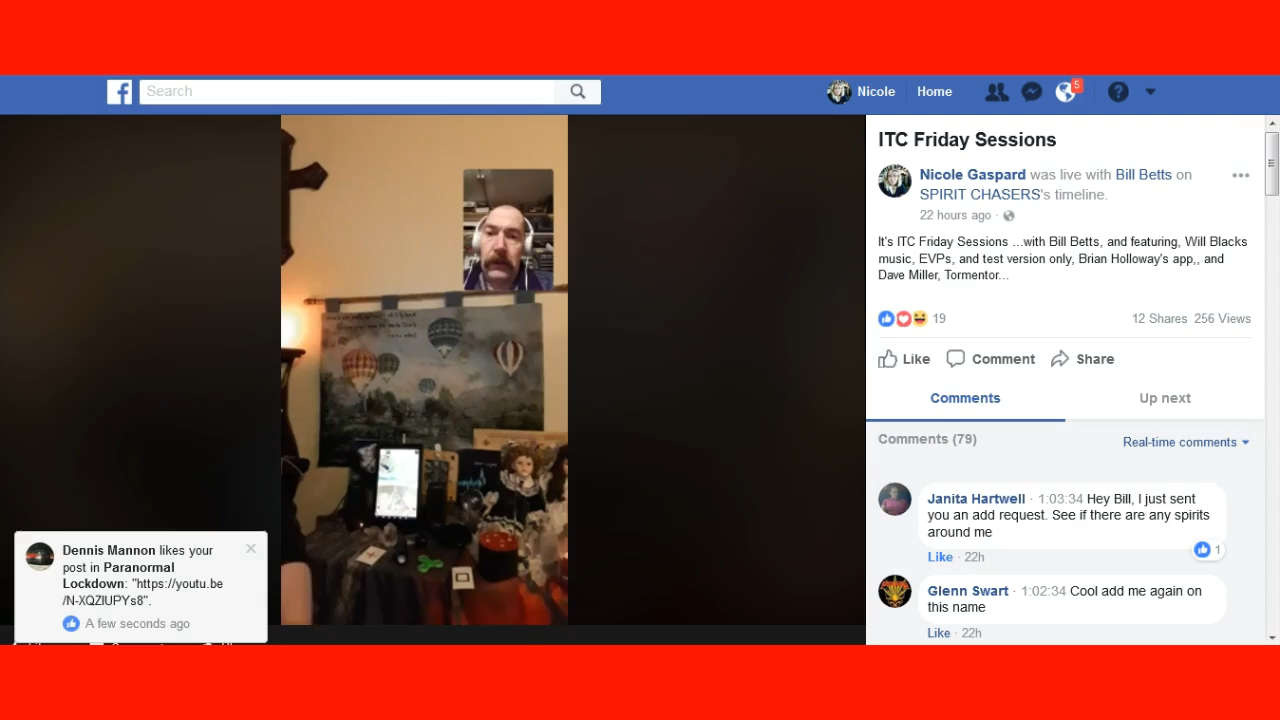 Search
Nicole
Home
5
ITC Friday Sessions
Nicole Gaspard was live with Bill Betts on
SPIRIT CHASERS's timeline.
22 hours ago
It's ITC Friday Sessions ...with Bill Betts, and featuring, Will Blacks
music, EVPs, and test version only, Brian Holloway's app,, and
Dave Miller, Tormentor...
19
12 Shares 256 Views
Like Comment Share
Comments Up next
Comments (79)
Real-time comments
Janita Hartwell · 1:03:34 Hey Bill, I just sent
you an add request. See if there are any spirits
around me
1
Like · 22h
Glenn Swart · 1:02:34 Cool add me again on
this name
Like · 22h
Dennis Mannon likes your
post in Paranormal
Lockdown: "https://youtu.be
/N-XQZIUPYs8".
A few seconds ago